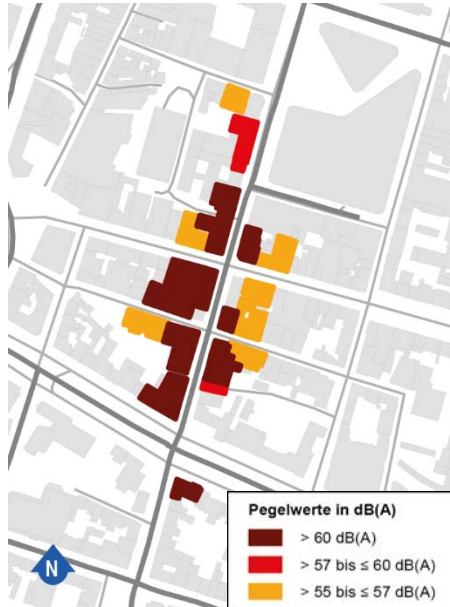 Pegelwerte in dB(A)
> 60 dB(A)
> 57 bis ≤ 60 dB(A)
> 55 bis ≤ 57 dB(A)
N